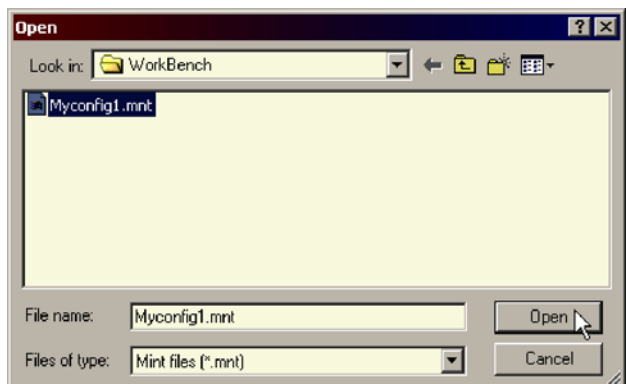 Open
Look in: WorkBench
Myconfig1.mnt
File name: Myconfig1.mnt Open
Files of type: Mint files (*.mnt) Cancel